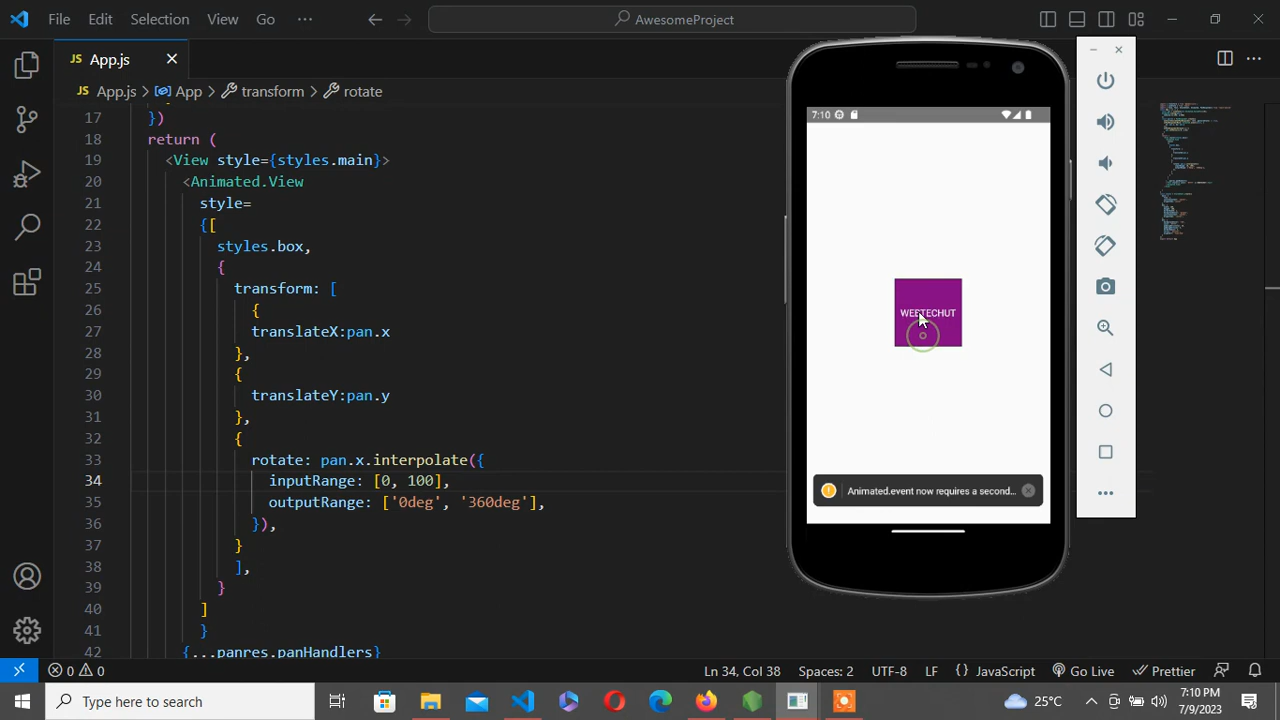 File Edit Selection View Go ··· AwesomeProject
JS App.js
JS App.js > App > transform > rotate
17 })
18 return (
19 <View style={styles.main}>
20 <Animated.View
21 style=
22 {[
23 styles.box,
24 {
25 transform: [
26 {
27 translateX:pan.x
28 },
29 {
30 translateY:pan.y
31 },
32 {
33 rotate: pan.x.interpolate({
34 inputRange: [0, 100],
35 outputRange: ['0deg', '360deg'],
36 }),
37 }
38 ],
39 }
40 ]
41 }
42 {...panres.panHandlers}
7:10
WEBTECHUT
! Animated.event now requires a second...
0 0 Ln 34, Col 38 Spaces: 2 UTF-8 LF {} JavaScript Go Live Prettier
Type here to search 25°C 7:10 PM
7/9/2023